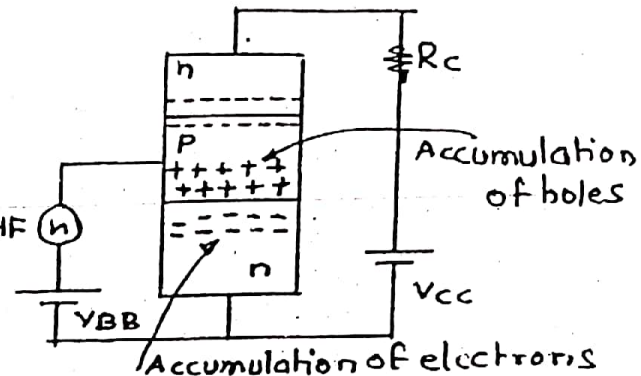 n
Rc
P
+ + + + +
+ + + + +
Accumulation
of holes
HF
n
n
VBB
Vcc
Accumulation of electrons